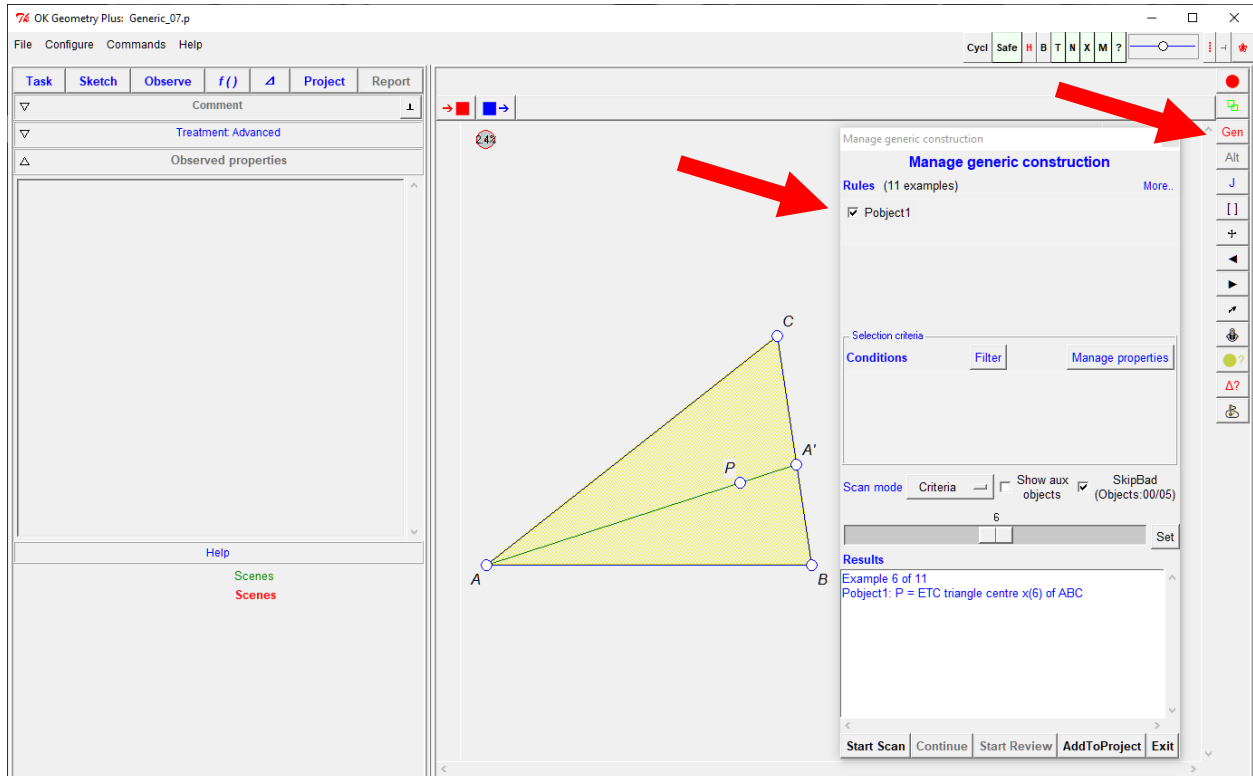 OK Geometry Plus: Generic_07.p
File Configure Commands Help
Cycl Safe H B T N X M ?
Task Sketch Observe f() Project Report
Comment
Treatment: Advanced
Observed properties
Help
Scenes
Scenes
2.4%
C
A'
P
A
B
Manage generic construction
Manage generic construction
Rules (11 examples) More..
Pobject1
Selection criteria
Conditions Filter Manage properties
Scan mode Criteria Show aux objects SkipBad (Objects:00/05)
6
Set
Results
Example 6 of 11
Pobject1: P = ETC triangle centre x(6) of ABC
Start Scan Continue Start Review AddToProject Exit
Gen
Alt
J
[ ]
?
Δ?